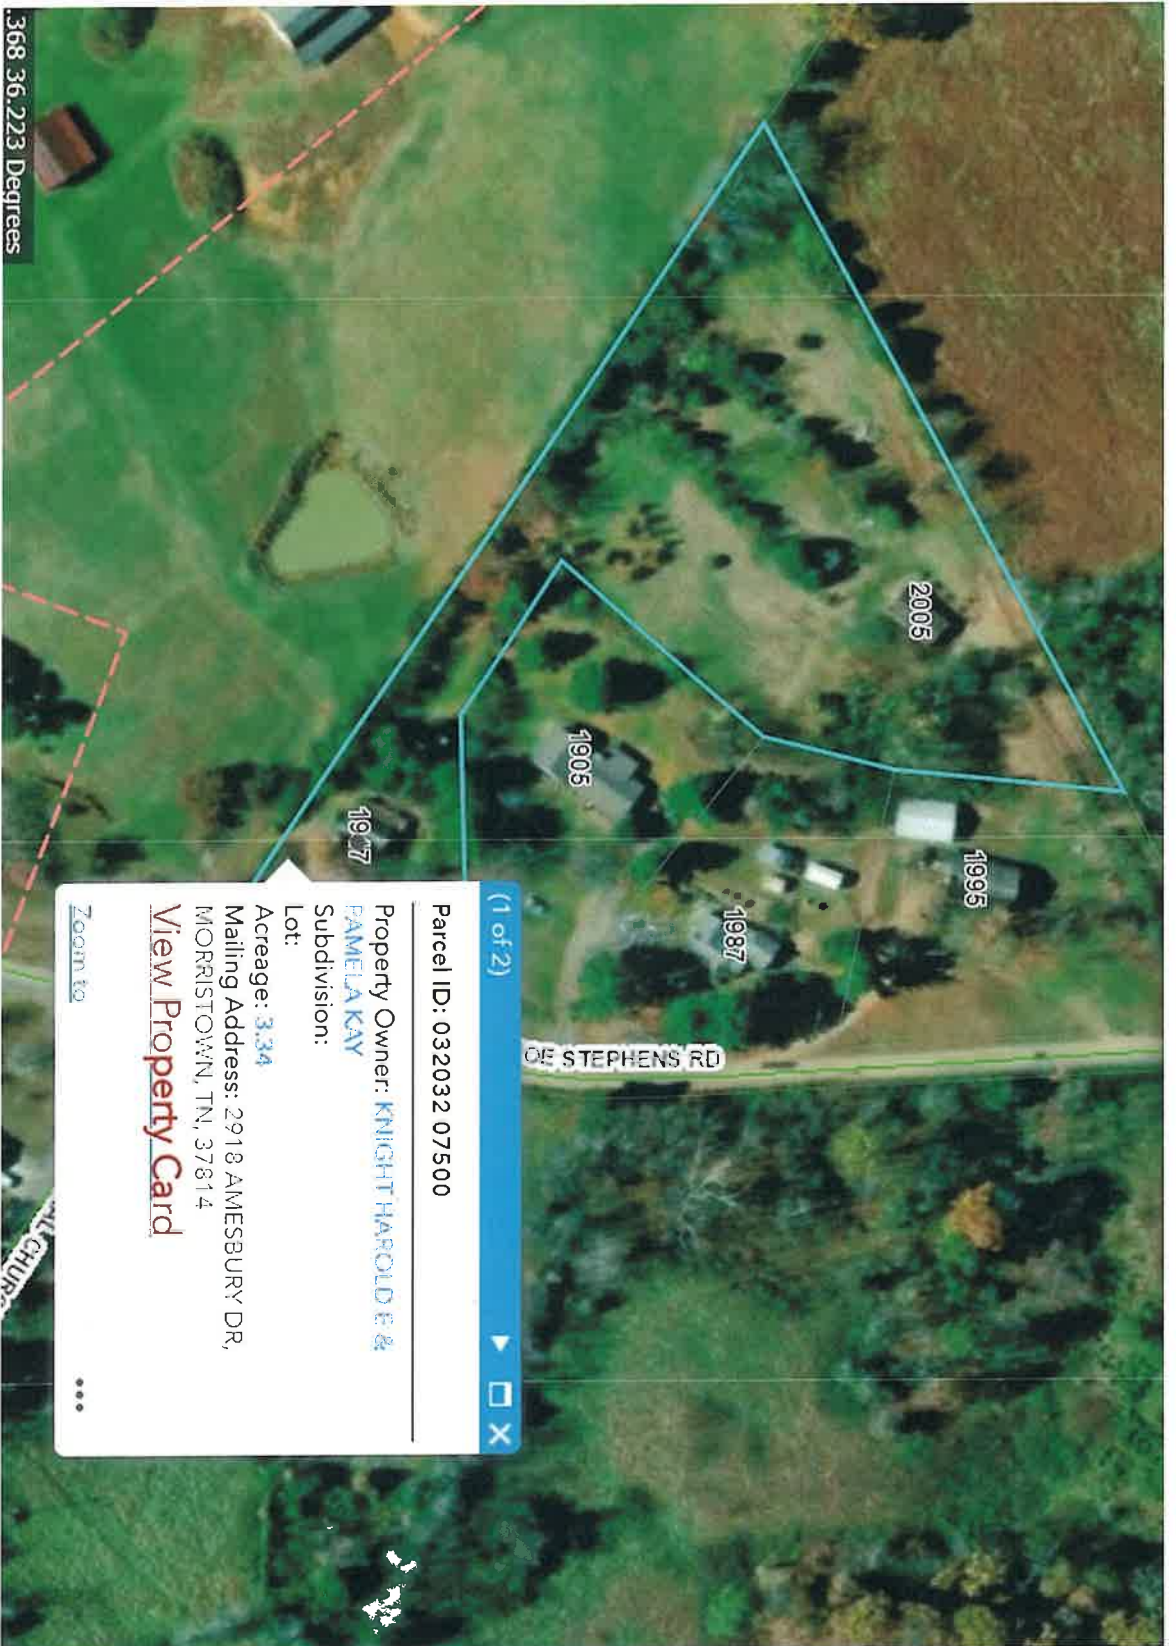 .368 36.223 Degrees
2005
1905
1995
1987
OE STEPHENS RD
(1 of 2)
Parcel ID: 032032 07500
Property Owner: KNIGHT HAROLD E &
PAMELA KAY
Subdivision:
Lot:
Acreage: 3.34
Mailing Address: 2918 AMESBURY DR,
MORRISTOWN, TN, 37814
View Property Card
Zoom to